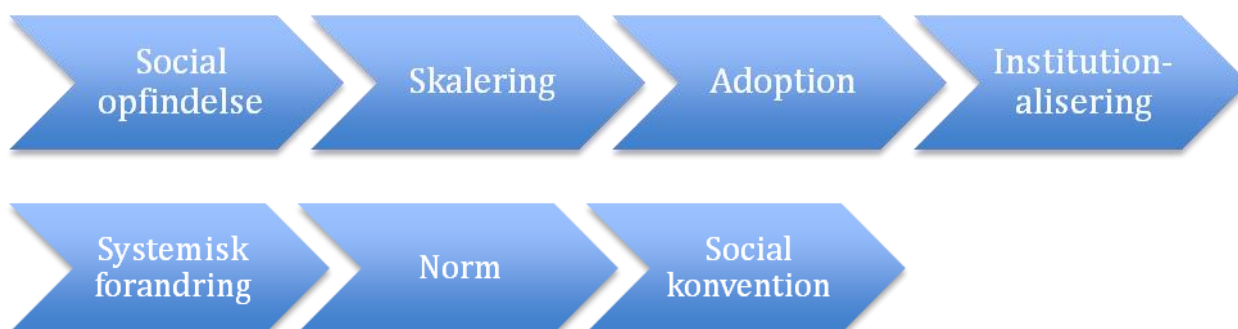 Social
opfindelse
Skalering
Adoption
Institution-
alisering
Systemisk
forandring
Norm
Social
konvention